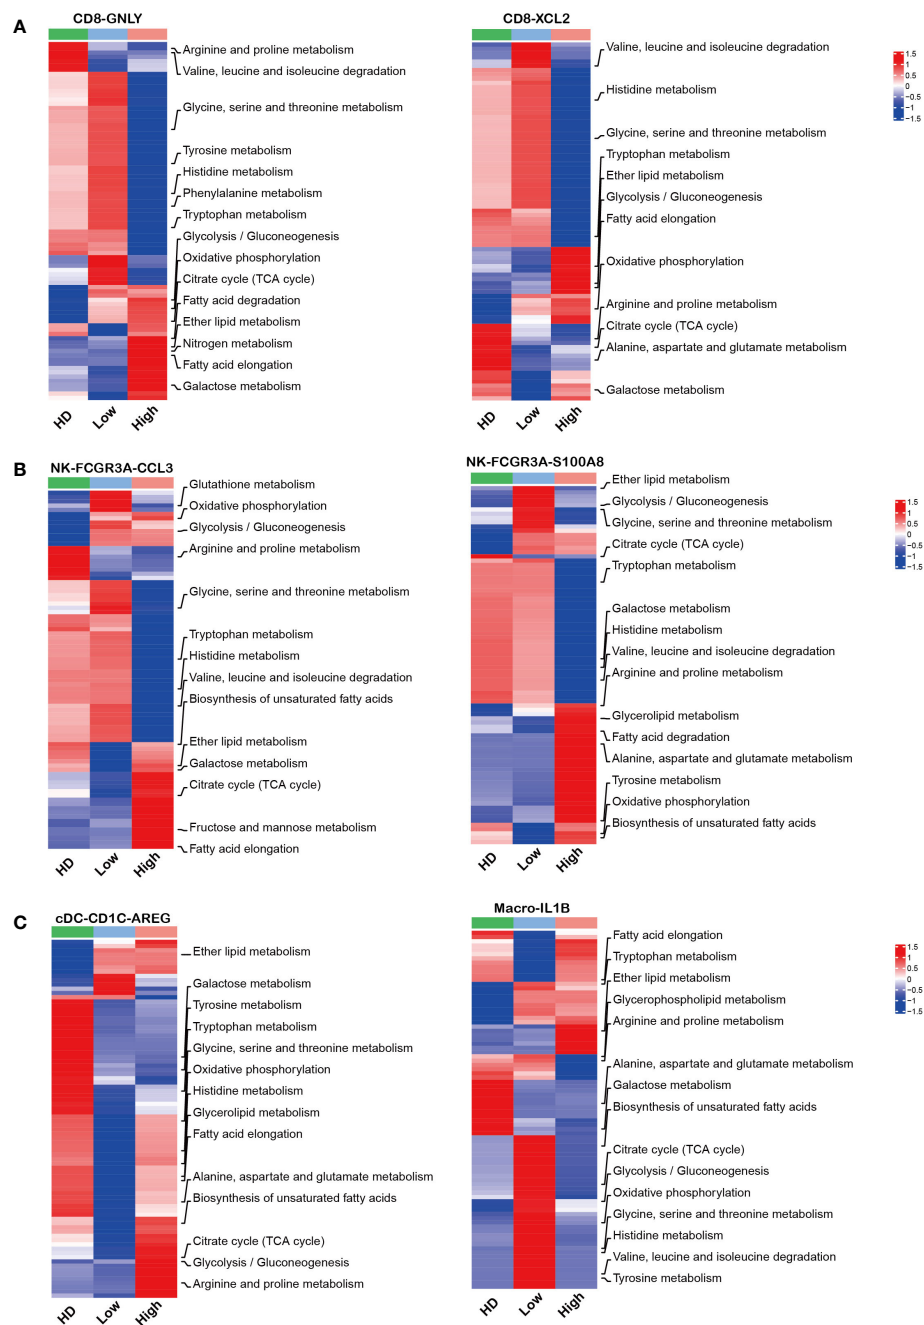 A
CD8-GNLY
Arginine and proline metabolism
Valine, leucine and isoleucine degradation
Glycine, serine and threonine metabolism
Tyrosine metabolism
Histidine metabolism
Phenylalanine metabolism
Tryptophan metabolism
Glycolysis / Gluconeogenesis
Oxidative phosphorylation
Citrate cycle (TCA cycle)
Fatty acid degradation
Ether lipid metabolism
Nitrogen metabolism
Fatty acid elongation
Galactose metabolism
HD
Low
High
CD8-XCL2
Valine, leucine and isoleucine degradation
Histidine metabolism
Glycine, serine and threonine metabolism
Tryptophan metabolism
Ether lipid metabolism
Glycolysis / Gluconeogenesis
Fatty acid elongation
Oxidative phosphorylation
Arginine and proline metabolism
Citrate cycle (TCA cycle)
Alanine, aspartate and glutamate metabolism
Galactose metabolism
HD
Low
High
1.5
1
0.5
0
−0.5
−1
−1.5
B
NK-FCGR3A-CCL3
Glutathione metabolism
Oxidative phosphorylation
Glycolysis / Gluconeogenesis
Arginine and proline metabolism
Glycine, serine and threonine metabolism
Tryptophan metabolism
Histidine metabolism
Valine, leucine and isoleucine degradation
Biosynthesis of unsaturated fatty acids
Ether lipid metabolism
Galactose metabolism
Citrate cycle (TCA cycle)
Fructose and mannose metabolism
Fatty acid elongation
HD
Low
High
NK-FCGR3A-S100A8
Ether lipid metabolism
Glycolysis / Gluconeogenesis
Glycine, serine and threonine metabolism
Citrate cycle (TCA cycle)
Tryptophan metabolism
Galactose metabolism
Histidine metabolism
Valine, leucine and isoleucine degradation
Arginine and proline metabolism
Glycerolipid metabolism
Fatty acid degradation
Alanine, aspartate and glutamate metabolism
Tyrosine metabolism
Oxidative phosphorylation
Biosynthesis of unsaturated fatty acids
HD
Low
High
1.5
1
0.5
0
−0.5
−1
−1.5
C
cDC-CD1C-AREG
Ether lipid metabolism
Galactose metabolism
Tyrosine metabolism
Tryptophan metabolism
Glycine, serine and threonine metabolism
Oxidative phosphorylation
Histidine metabolism
Glycerolipid metabolism
Fatty acid elongation
Alanine, aspartate and glutamate metabolism
Biosynthesis of unsaturated fatty acids
Citrate cycle (TCA cycle)
Glycolysis / Gluconeogenesis
Arginine and proline metabolism
HD
Low
High
Macro-IL1B
Fatty acid elongation
Tryptophan metabolism
Ether lipid metabolism
Glycerophospholipid metabolism
Arginine and proline metabolism
Alanine, aspartate and glutamate metabolism
Galactose metabolism
Biosynthesis of unsaturated fatty acids
Citrate cycle (TCA cycle)
Glycolysis / Gluconeogenesis
Oxidative phosphorylation
Glycine, serine and threonine metabolism
Histidine metabolism
Valine, leucine and isoleucine degradation
Tyrosine metabolism
HD
Low
High
1.5
1
0.5
0
−0.5
−1
−1.5